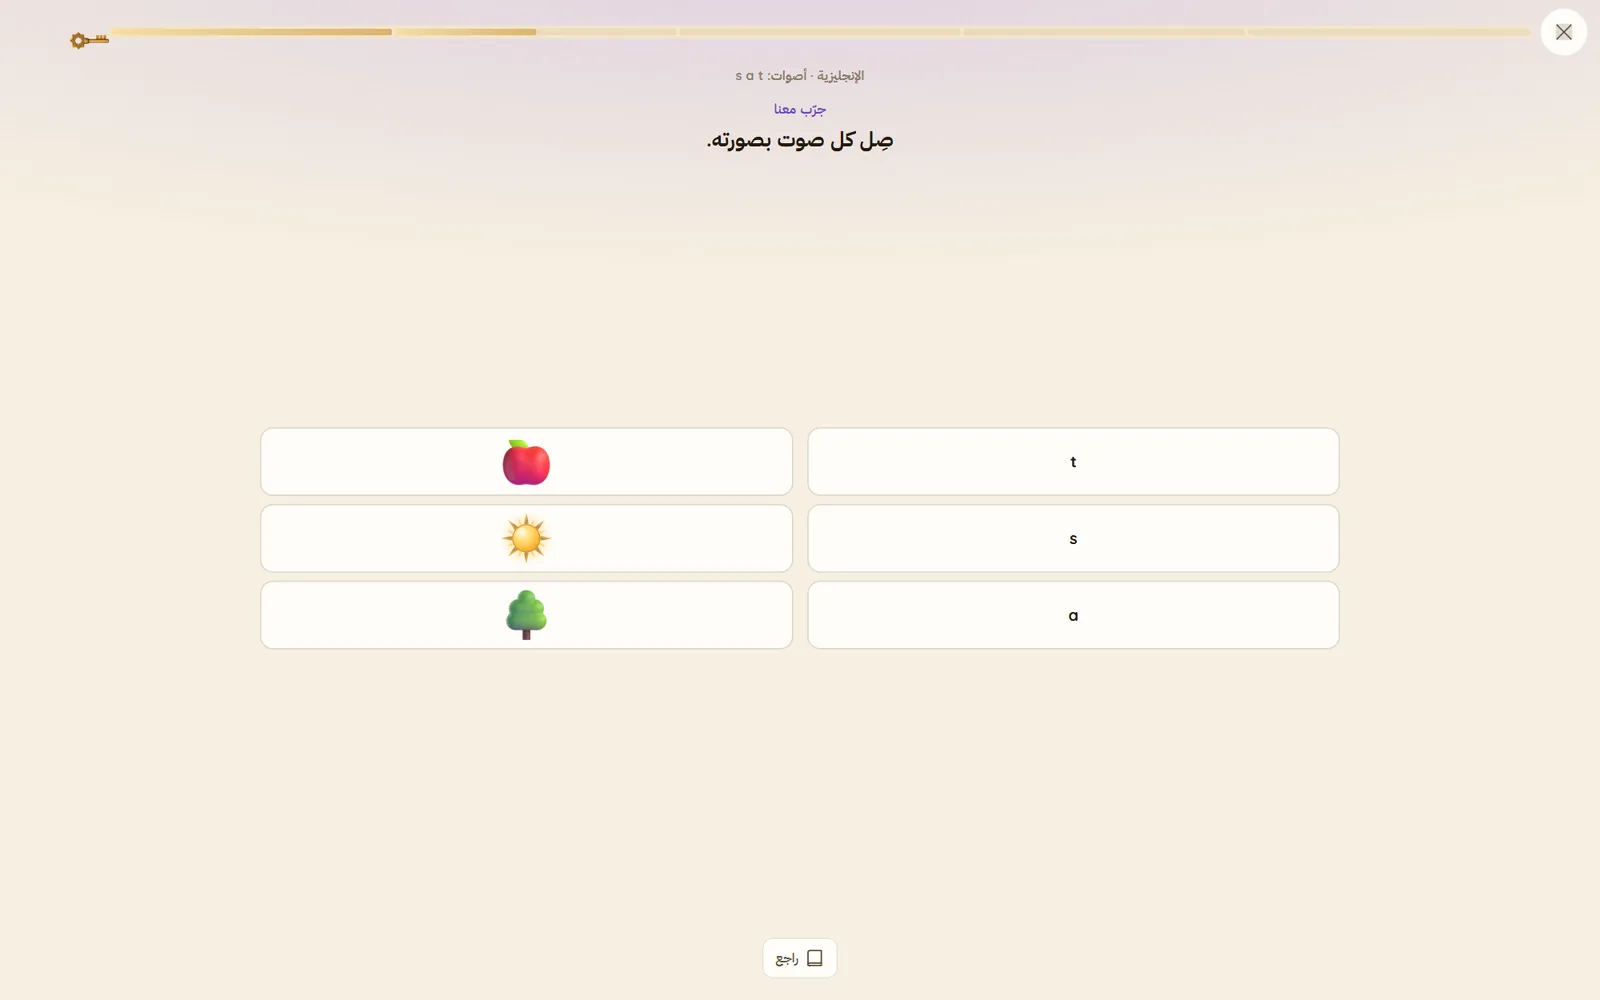 الإنجليزية · أصوات: s a t
جرّب معنا
صِل كل صوت بصورته.
t
s
a
راجع